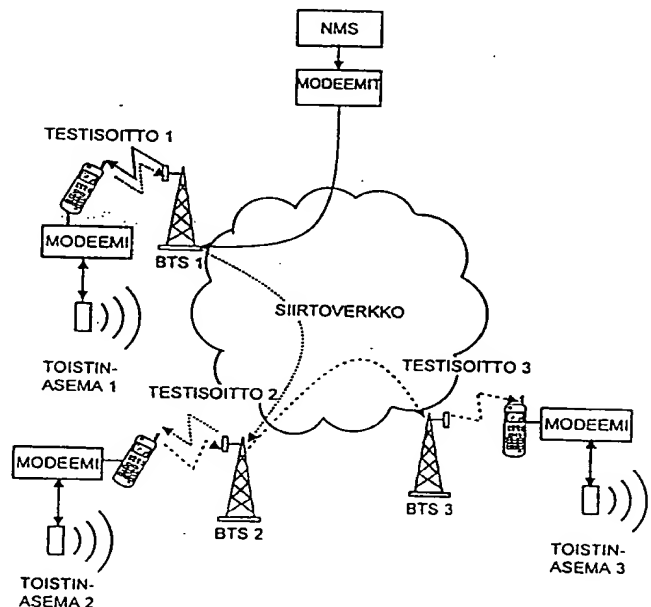 NMS
MODEEMIT
TESTISOITTO 1
MODEEMI
BTS 1
TOISTIN-
ASEMA 1
SIIRTOVERKKO
TESTISOITTO 2
MODEEMI
BTS 2
TOISTIN-
ASEMA 2
TESTISOITTO 3
MODEEMI
BTS 3
TOISTIN-
ASEMA 3